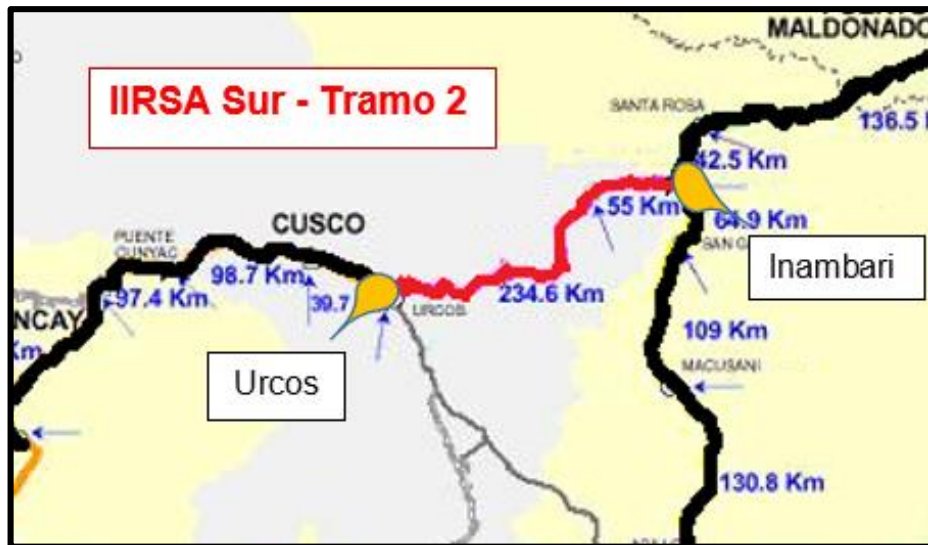 MALDONADO
IIRSA Sur - Tramo 2
SANTA ROSA
136.5
42.5 Km
55 Km
64.9 Km
PUENTE
CUNYAC
CUSCO
SAN G
Inambari
98.7 Km
97.4 Km
39.7
234.6 Km
URCOS
NCAY
109 Km
Urcos
MACUSANI
130.8 Km